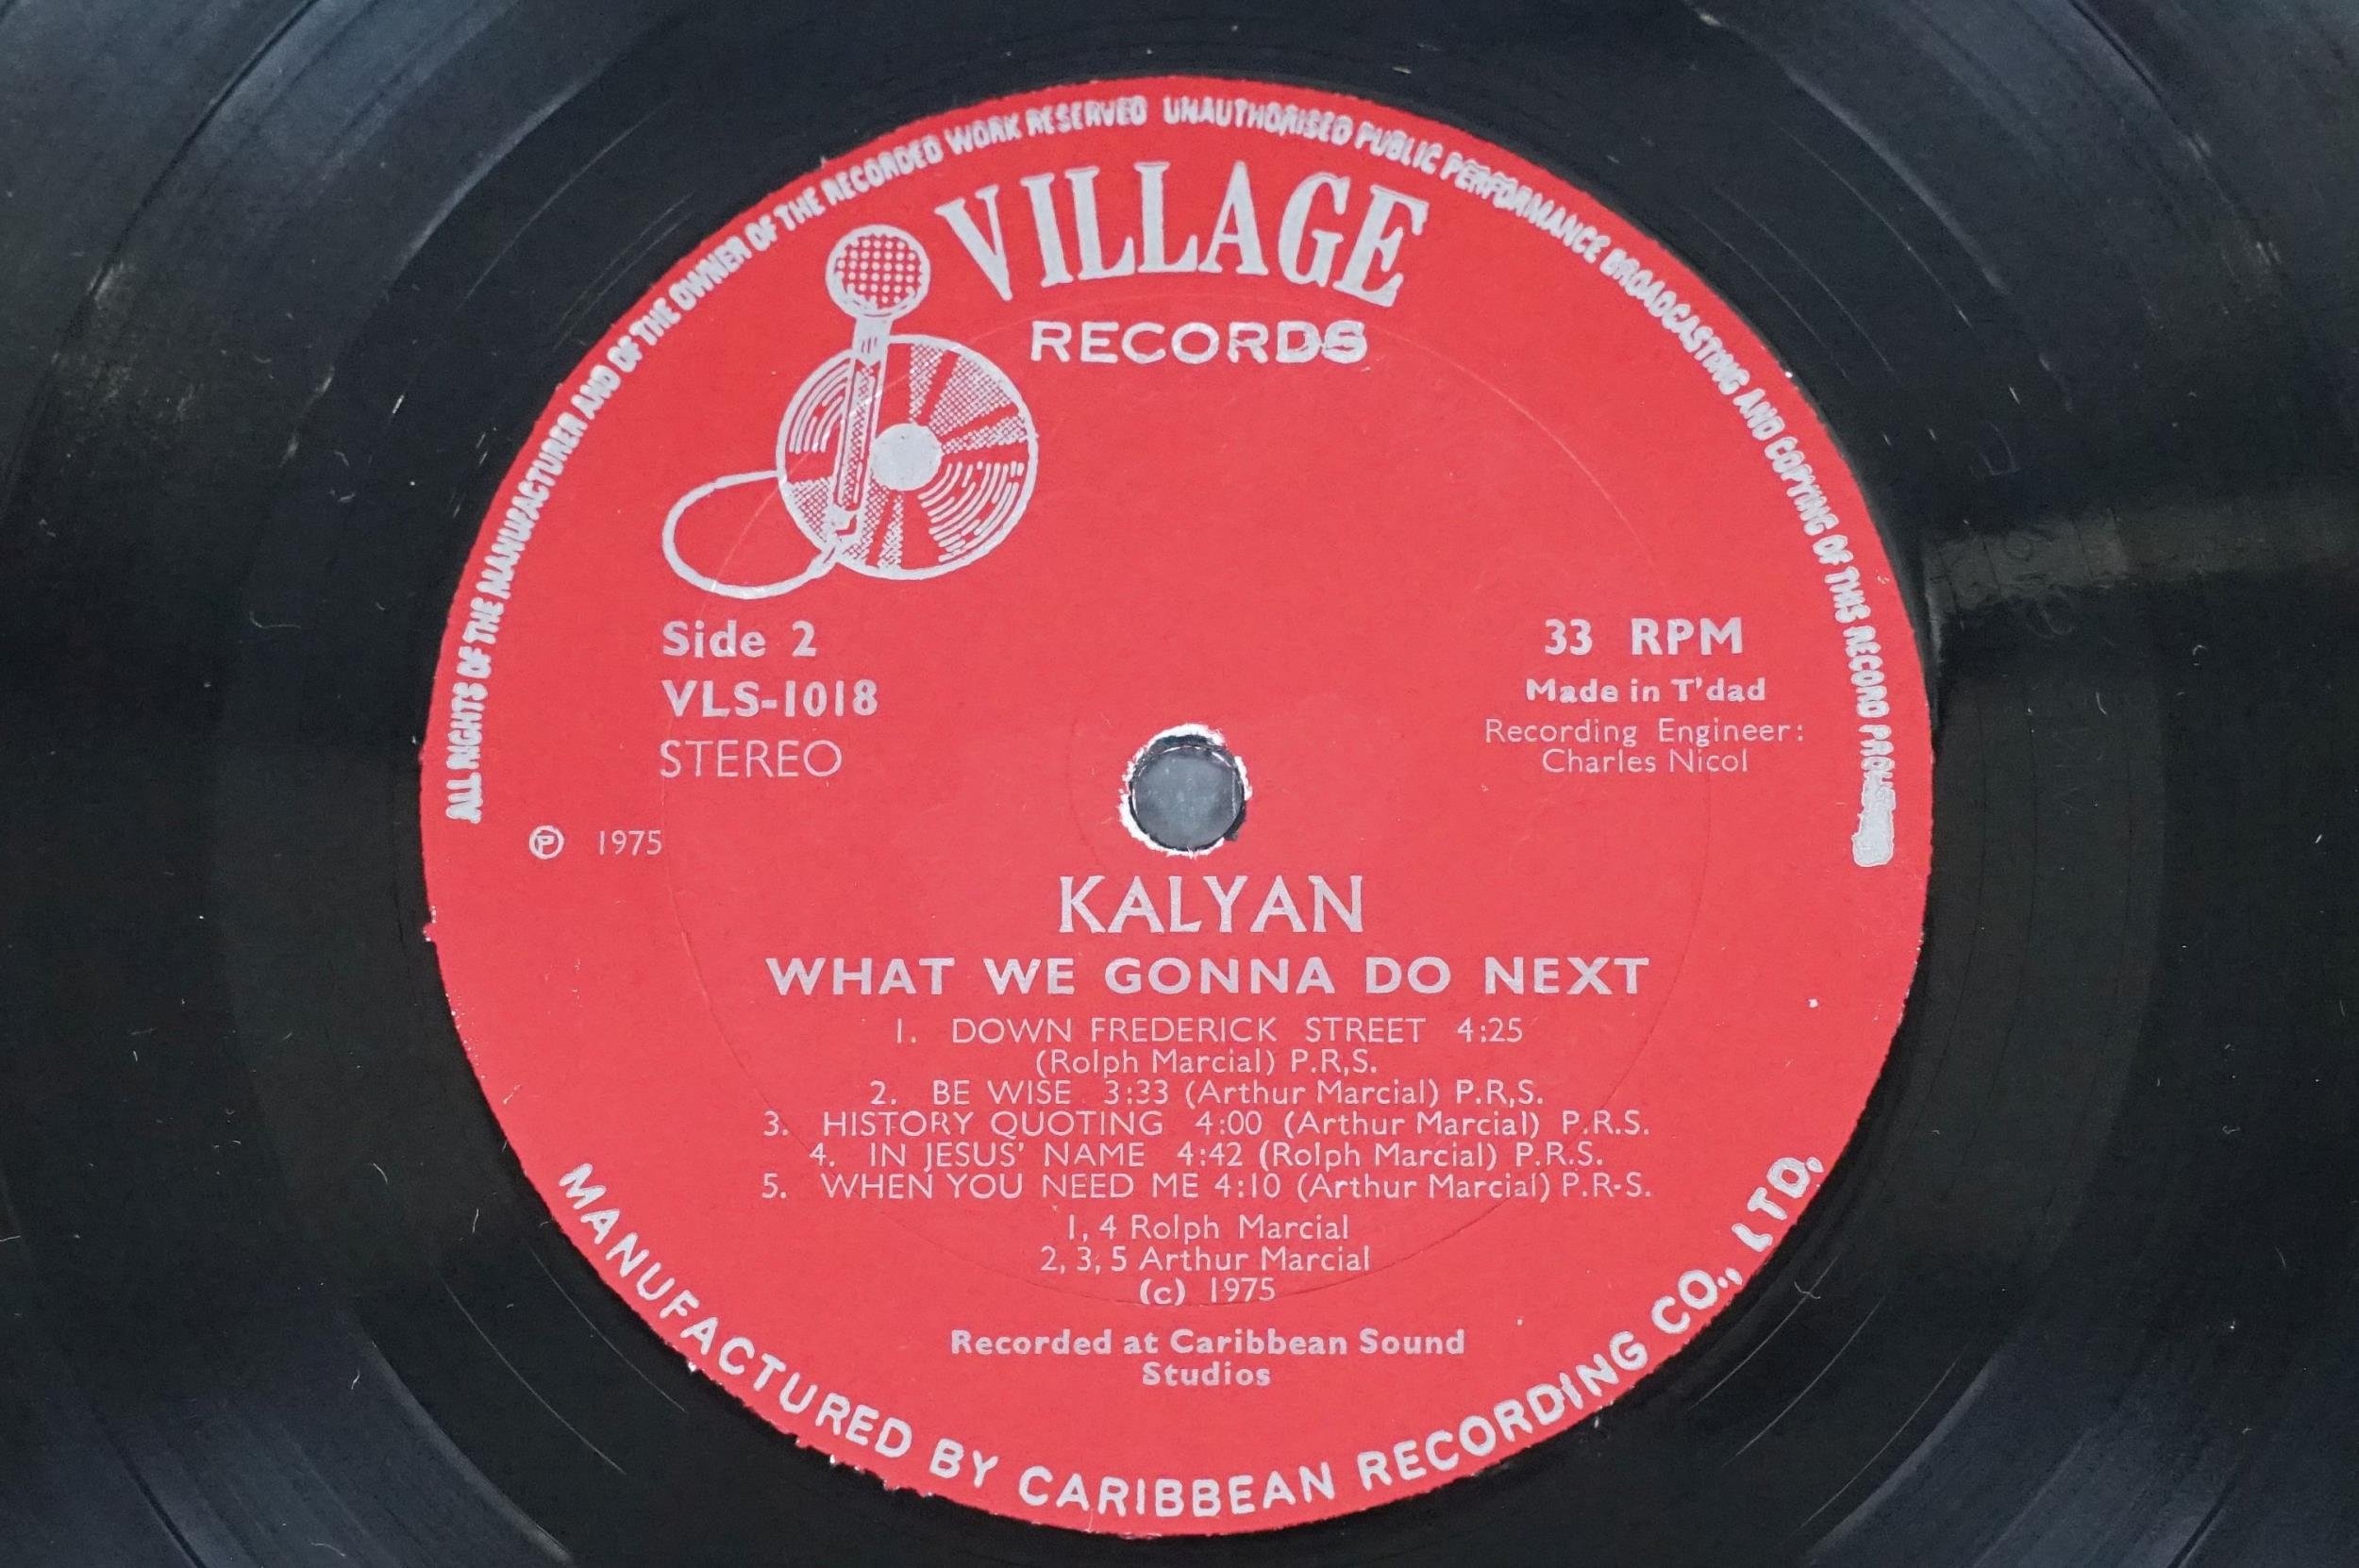 ALL RIGHTS OF THE MANUFACTURER AND OF THE OWNER OF THE RECORDED WORK RESERVED UNAUTHORISED PUBLIC PERFORMANCE BROADCASTING AND COPYING OF THIS RECORD
VILLAGE
RECORDS
Side 2
VLS-1018
STEREO
33 RPM
Made in T'dad
Recording Engineer:
Charles Nicol
℗ 1975
KALYAN
WHAT WE GONNA DO NEXT
1. DOWN FREDERICK STREET 4:25
(Rolph Marcial) P.R,S.
2. BE WISE 3:33 (Arthur Marcial) P.R,S.
3. HISTORY QUOTING 4:00 (Arthur Marcial) P.R.S.
4. IN JESUS' NAME 4:42 (Rolph Marcial) P.R.S.
5. WHEN YOU NEED ME 4:10 (Arthur Marcial) P.R-S.
1, 4 Rolph Marcial
2, 3, 5 Arthur Marcial
(c) 1975
Recorded at Caribbean Sound
Studios
MANUFACTURED BY CARIBBEAN RECORDING CO., LTD.